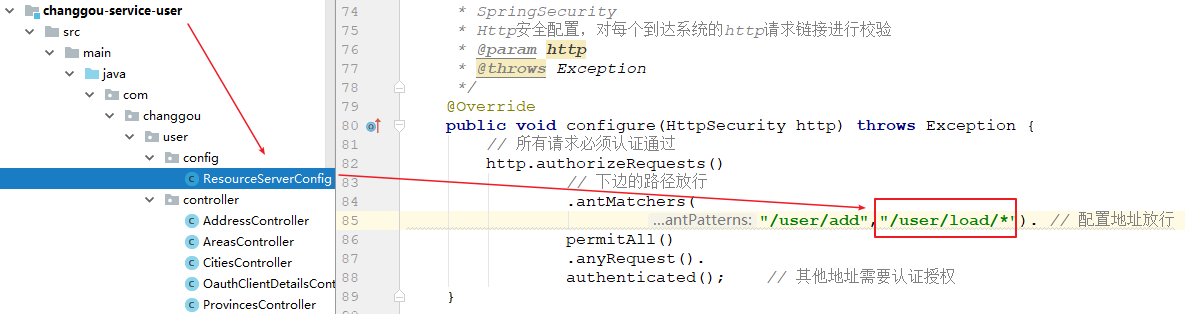 changgou-service-user
src
main
java
com
changgou
user
config
ResourceServerConfig
controller
AddressController
AreasController
CitiesController
OauthClientDetailsCont
ProvincesController
74 * SpringSecurity
75 * Http安全配置，对每个到达系统的http请求链接进行校验
76 * @param http
77 * @throws Exception
78 */
79 @Override
80 public void configure(HttpSecurity http) throws Exception {
81 // 所有请求必须认证通过
82 http.authorizeRequests()
83 // 下边的路径放行
84 .antMatchers(
85 ...antPatterns: "/user/add","/user/load/*"). // 配置地址放行
86 permitAll()
87 .anyRequest().
88 authenticated(); // 其他地址需要认证授权
89 }